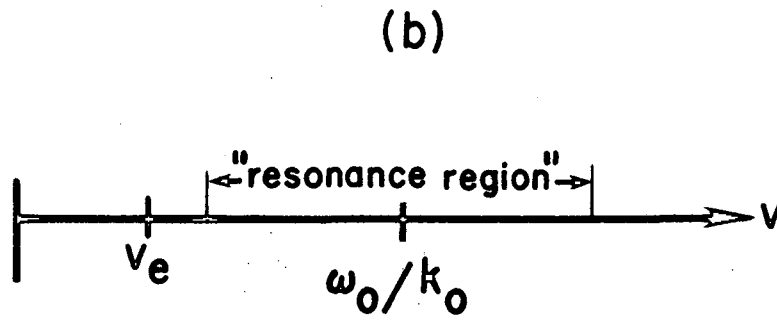 (b)
"resonance region"
v
v_e
ω_0/k_0